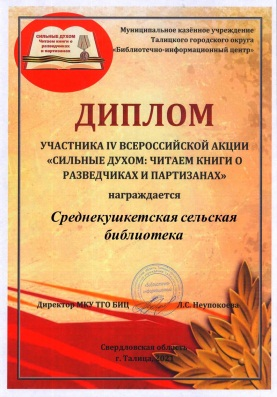 СИЛЬНЫЕ ДУХОМ
Читаем книги о
разведчиках
и партизанах
Муниципальное казённое учреждение
Талицкого городского округа
«Библиотечно-информационный центр»
ДИПЛОМ
УЧАСТНИКА IV ВСЕРОССИЙСКОЙ АКЦИИ
«СИЛЬНЫЕ ДУХОМ: ЧИТАЕМ КНИГИ О
РАЗВЕДЧИКАХ И ПАРТИЗАНАХ»
награждается
Среднекушкетская сельская
библиотека
Директор МКУ ТГО БИЦ Л.С. Неупокоева
Свердловская область
г. Талица, 2021